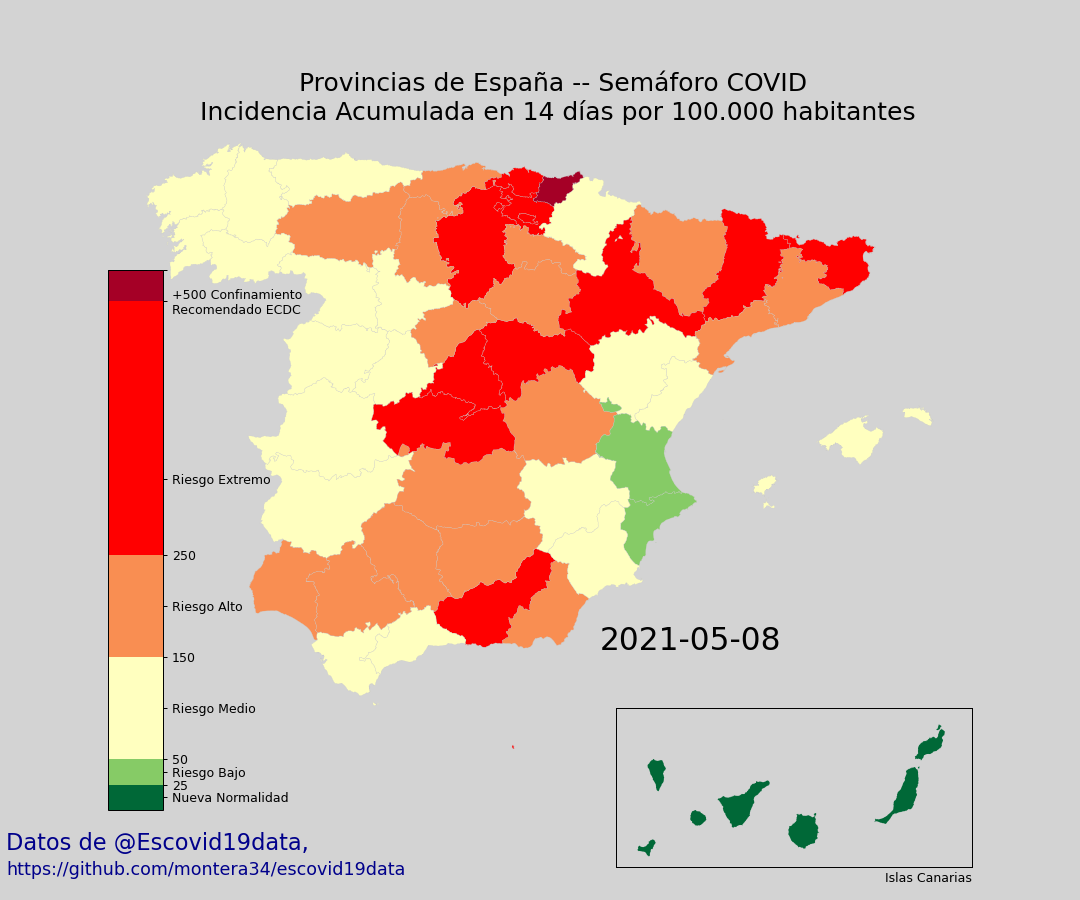 Provincias de España -- Semáforo COVID
Incidencia Acumulada en 14 días por 100.000 habitantes
+500 Confinamiento
Recomendado ECDC
Riesgo Extremo
250
Riesgo Alto
150
Riesgo Medio
50
Riesgo Bajo
25
Nueva Normalidad
2021-05-08
Islas Canarias
Datos de @Escovid19data,
https://github.com/montera34/escovid19data